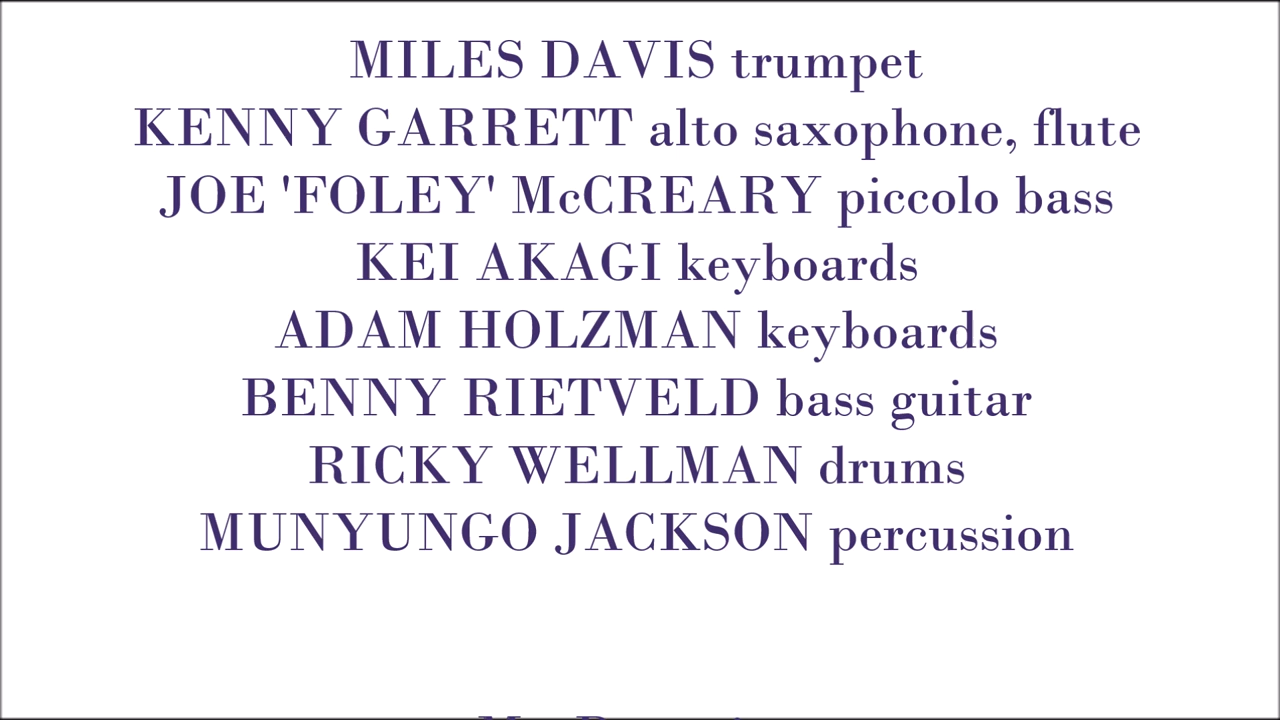 MILES DAVIS trumpet
KENNY GARRETT alto saxophone, flute
JOE 'FOLEY' McCREARY piccolo bass
KEI AKAGI keyboards
ADAM HOLZMAN keyboards
BENNY RIETVELD bass guitar
RICKY WELLMAN drums
MUNYUNGO JACKSON percussion